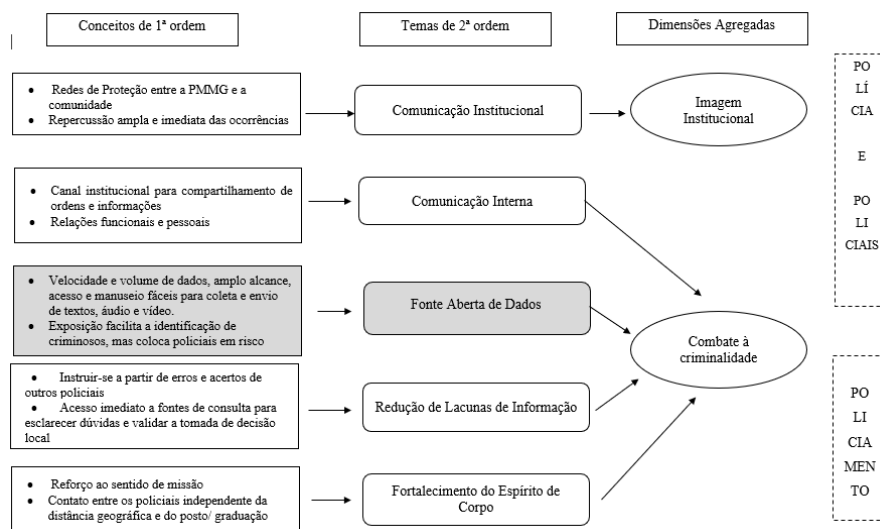 Conceitos de 1ª ordem
Temas de 2ª ordem
Dimensões Agregadas
• Redes de Proteção entre a PMMG e a
comunidade
• Repercussão ampla e imediata das ocorrências
Comunicação Institucional
Imagem
Institucional
• Canal institucional para compartilhamento de
ordens e informações
• Relações funcionais e pessoais
Comunicação Interna
• Velocidade e volume de dados, amplo alcance,
acesso e manuseio fáceis para coleta e envio
de textos, áudio e vídeo.
• Exposição facilita a identificação de
criminosos, mas coloca policiais em risco
Fonte Aberta de Dados
Combate à
criminalidade
• Instruir-se a partir de erros e acertos de
outros policiais
• Acesso imediato a fontes de consulta para
esclarecer dúvidas e validar a tomada de decisão
local
Redução de Lacunas de Informação
• Reforço ao sentido de missão
• Contato entre os policiais independente da
distância geográfica e do posto/ graduação
Fortalecimento do Espírito de
Corpo
PO
LÍ
CIA
E
PO
LI
CIAIS
PO
LI
CIA
MEN
TO